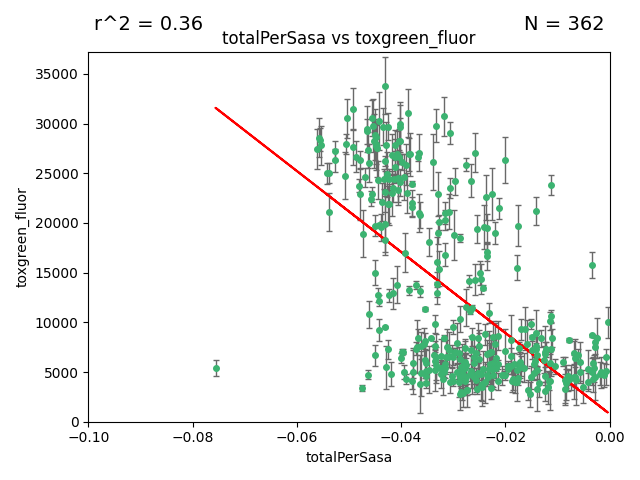 r^2 = 0.36
N = 362
totalPerSasa vs toxgreen_fluor
35000
30000
25000
20000
15000
10000
5000
0
toxgreen_fluor
−0.10
−0.08
−0.06
−0.04
−0.02
0.00
totalPerSasa